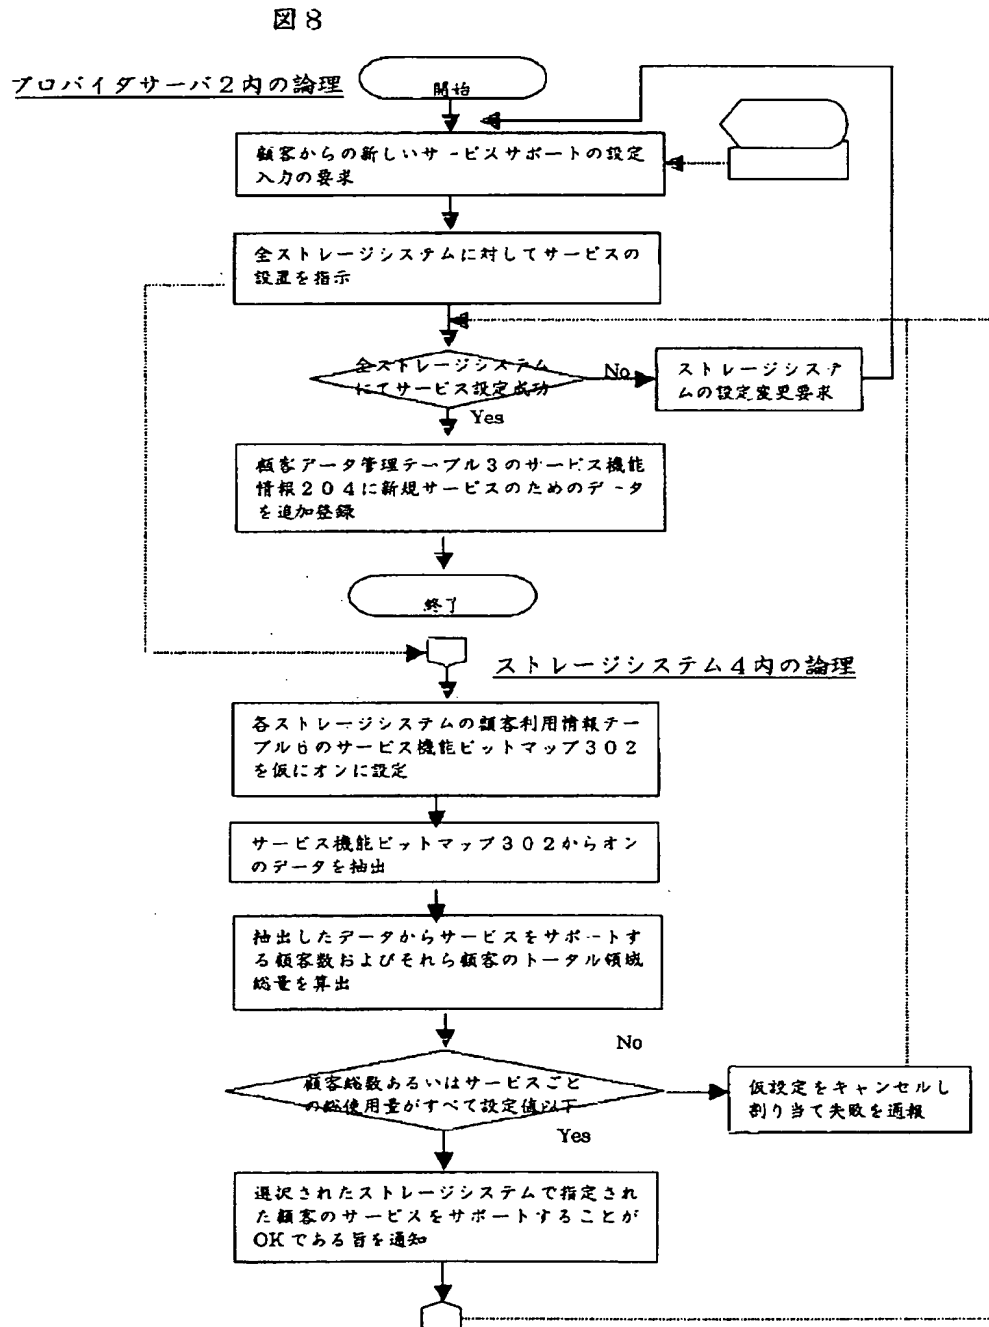 図8
プロバイダサーバ2内の論理
開始
顧客からの新しいサービスサポートの設定
入力の要求
全ストレージシステムに対してサービスの
設置を指示
全ストレージシステム
にてサービス設定成功
No
ストレージシステ
ムの設定変更要求
Yes
顧客データ管理テーブル3のサービス機能
情報204に新規サービスのためのデータ
を追加登録
終了
ストレージシステム4内の論理
各ストレージシステムの顧客利用情報テー
ブル6のサービス機能ビットマップ302
を仮にオンに設定
サービス機能ビットマップ302からオン
のデータを抽出
抽出したデータからサービスをサポートす
る顧客数およびそれら顧客のトータル領域
総量を算出
No
顧客総数あるいはサービスごと
の総使用量がすべて設定値以下
仮設定をキャンセルし
割り当て失敗を通報
Yes
選択されたストレージシステムで指定され
た顧客のサービスをサポートすることが
OKである旨を通知